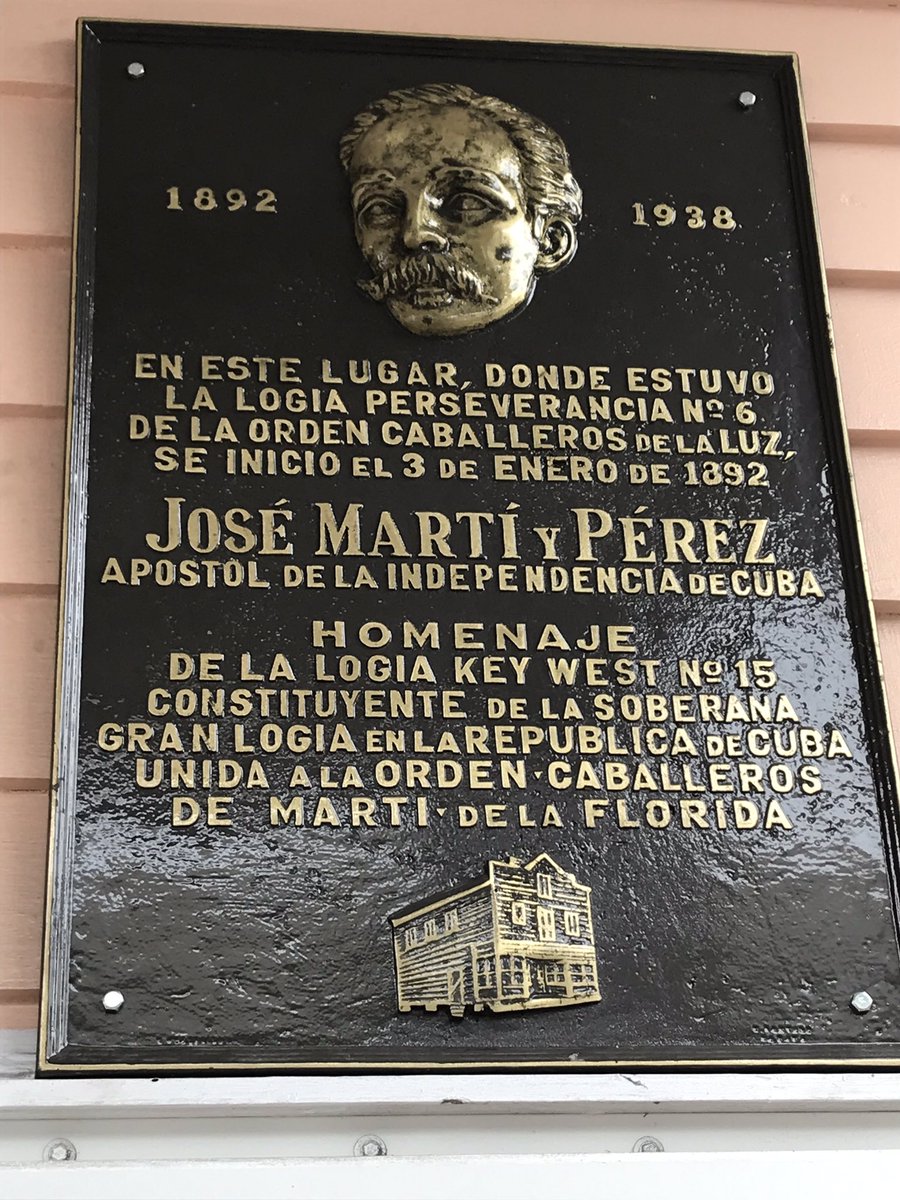 1892
1938
EN ESTE LUGAR, DONDE ESTUVO
LA LOGIA PERSEVERANCIA Nº 6
DE LA ORDEN CABALLEROS DE LA LUZ,
SE INICIO EL 3 DE ENERO DE 1892
JOSÉ MARTÍ Y PÉREZ
APOSTOL DE LA INDEPENDENCIA DE CUBA
HOMENAJE
DE LA LOGIA KEY WEST Nº 15
CONSTITUYENTE DE LA SOBERANA
GRAN LOGIA EN LA REPUBLICA DE CUBA
UNIDA A LA ORDEN·CABALLEROS
DE MARTI·DE LA FLORIDA